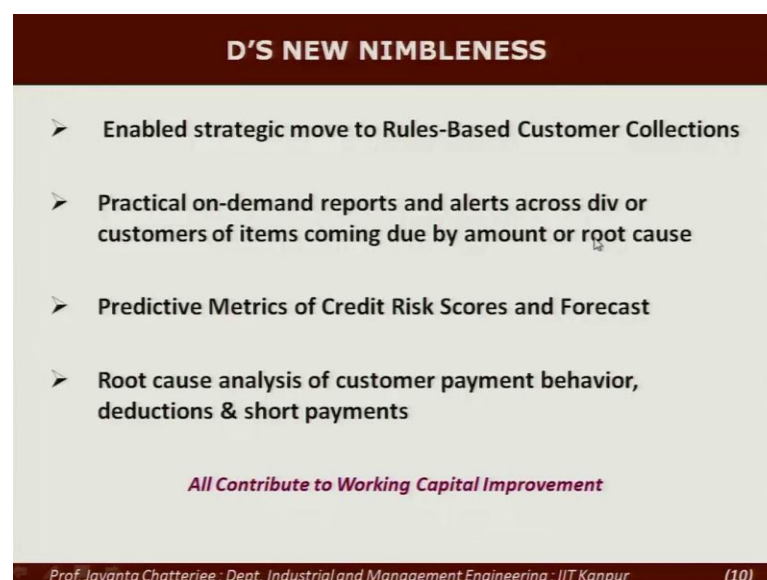 D'S NEW NIMBLENESS
Enabled strategic move to Rules-Based Customer Collections
Practical on-demand reports and alerts across div or
customers of items coming due by amount or root cause
Predictive Metrics of Credit Risk Scores and Forecast
Root cause analysis of customer payment behavior,
deductions & short payments
All Contribute to Working Capital Improvement
Prof. Jayanta Chatterjee : Dept. Industrial and Management Engineering : IIT Kanpur (10)